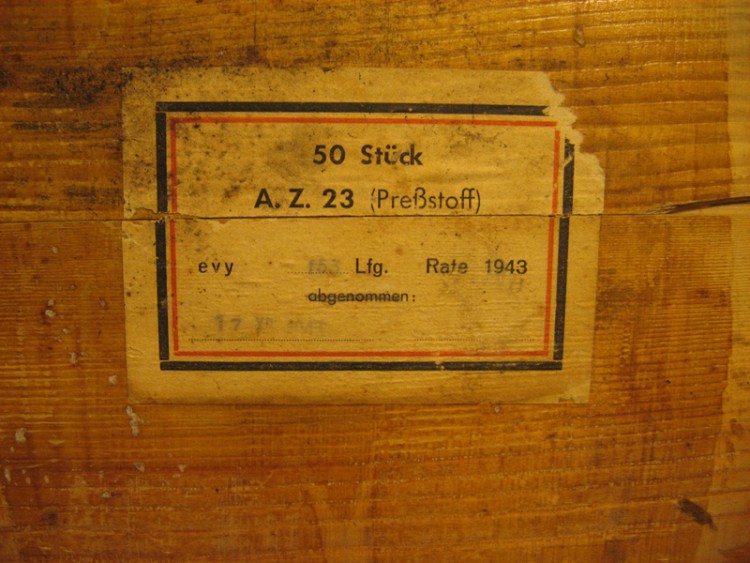 50 Stück
A. Z. 23 (Preßstoff)
evy Lfg. Rate 1943
abgenommen: